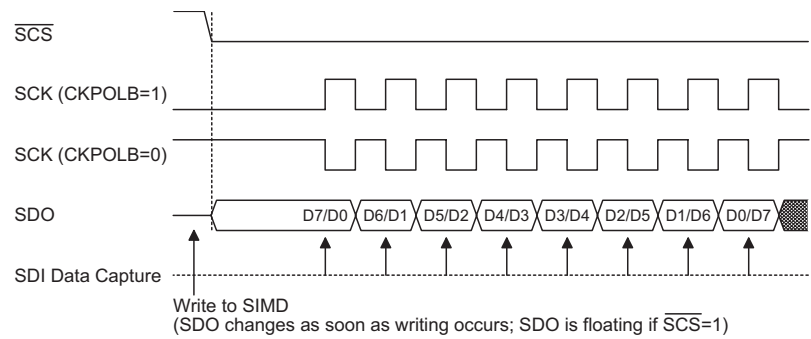 SCS
SCK (CKPOLB=1)
SCK (CKPOLB=0)
SDO
D7/D0 D6/D1 D5/D2 D4/D3 D3/D4 D2/D5 D1/D6 D0/D7
SDI Data Capture
Write to SIMD
(SDO changes as soon as writing occurs; SDO is floating if SCS=1)